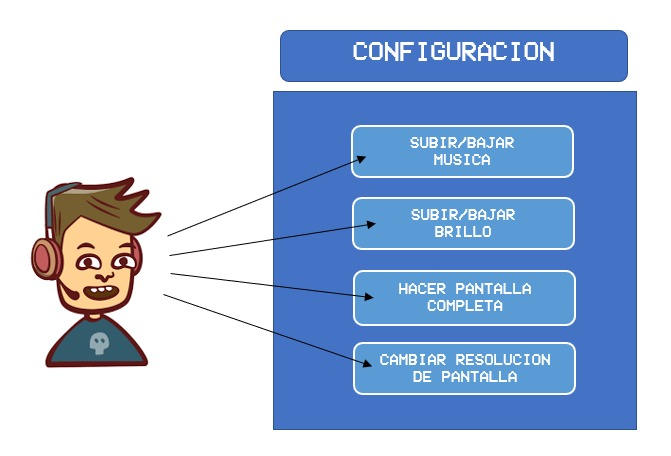 CONFIGURACION
SUBIR/BAJAR
MUSICA
SUBIR/BAJAR
BRILLO
HACER PANTALLA
COMPLETA
CAMBIAR RESOLUCION
DE PANTALLA